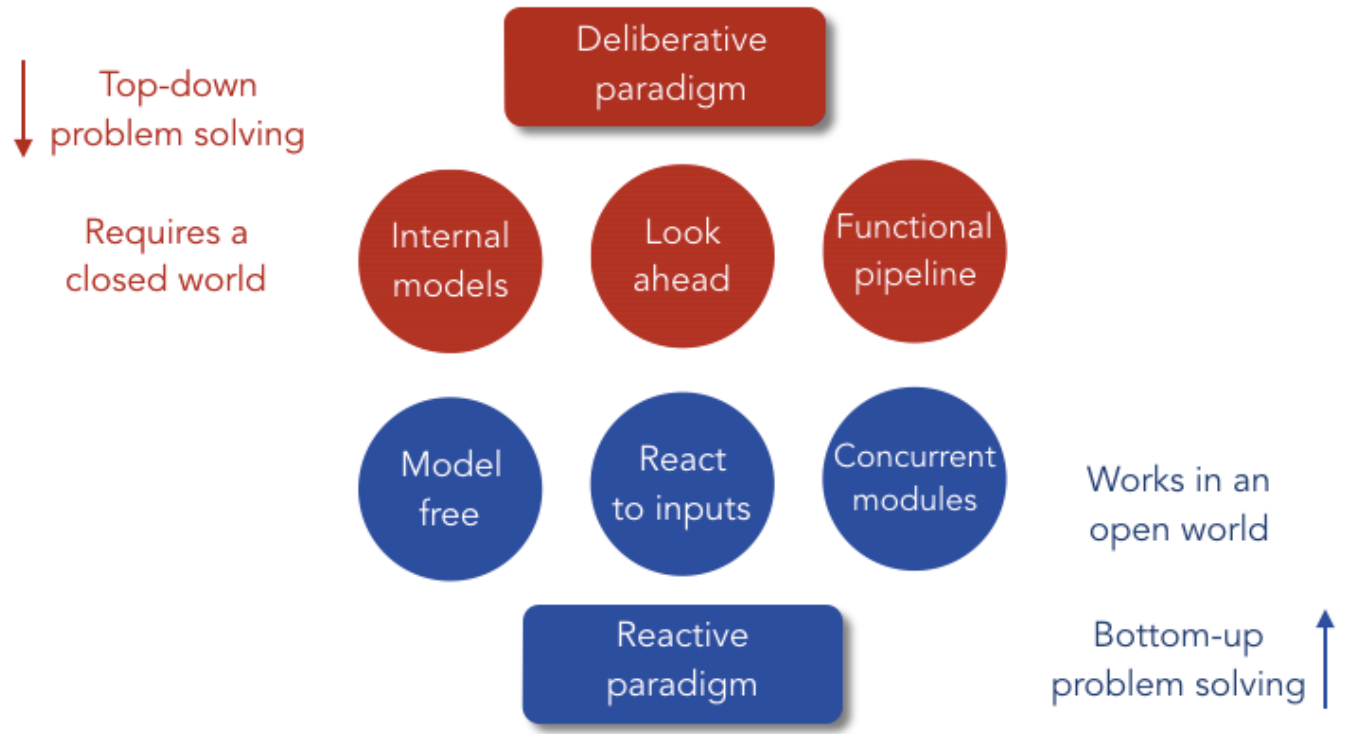 Deliberative
paradigm
Top-down
problem solving
Requires a
closed world
Internal
models
Look
ahead
Functional
pipeline
Model
free
React
to inputs
Concurrent
modules
Works in an
open world
Reactive
paradigm
Bottom-up
problem solving